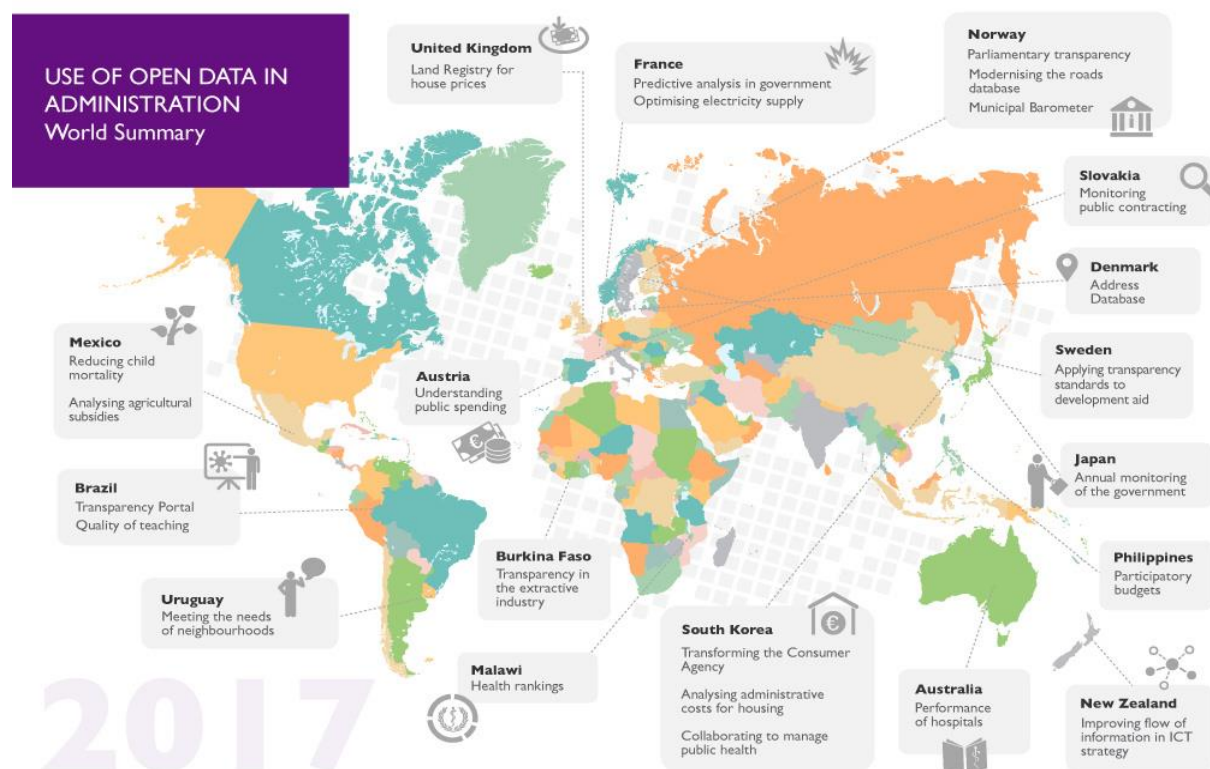 USE OF OPEN DATA IN
ADMINISTRATION
World Summary
United Kingdom
Land Registry for
house prices
France
Predictive analysis in government
Optimising electricity supply
Norway
Parliamentary transparency
Modernising the roads
database
Municipal Barometer
Slovakia
Monitoring
public contracting
Denmark
Address
Database
Mexico
Reducing child
mortality
Analysing agricultural
subsidies
Austria
Understanding
public spending
Sweden
Applying transparency
standards to
development aid
Brazil
Transparency Portal
Quality of teaching
Japan
Annual monitoring
of the government
Burkina Faso
Transparency in
the extractive
industry
Philippines
Participatory
budgets
Uruguay
Meeting the needs
of neighbourhoods
South Korea
Transforming the Consumer
Agency
Analysing administrative
costs for housing
Collaborating to manage
public health
Malawi
Health rankings
Australia
Performance
of hospitals
New Zealand
Improving flow of
information in ICT
strategy
2017